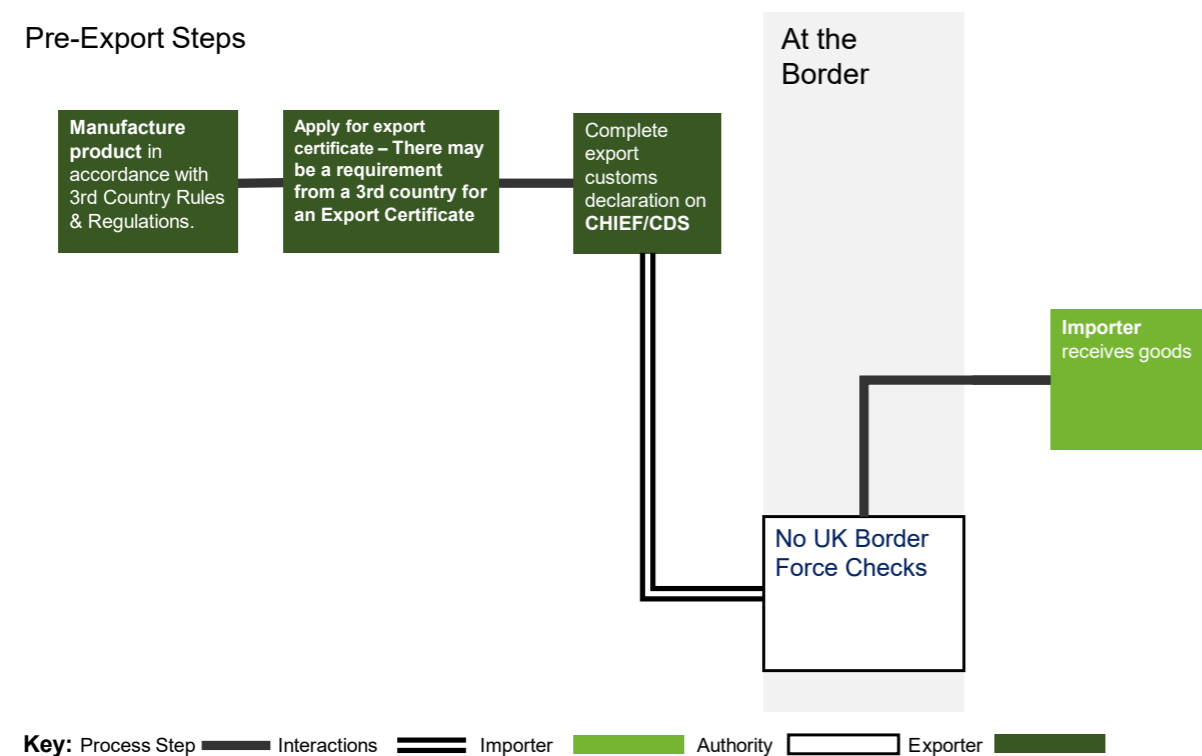 Pre-Export Steps
At the
Border
Manufacture
product in
accordance with
3rd Country Rules
& Regulations.
Apply for export
certificate – There may
be a requirement
from a 3rd country for
an Export Certificate
Complete
export
customs
declaration on
CHIEF/CDS
Importer
receives goods
No UK Border
Force Checks
Key: Process Step Interactions Importer Authority Exporter